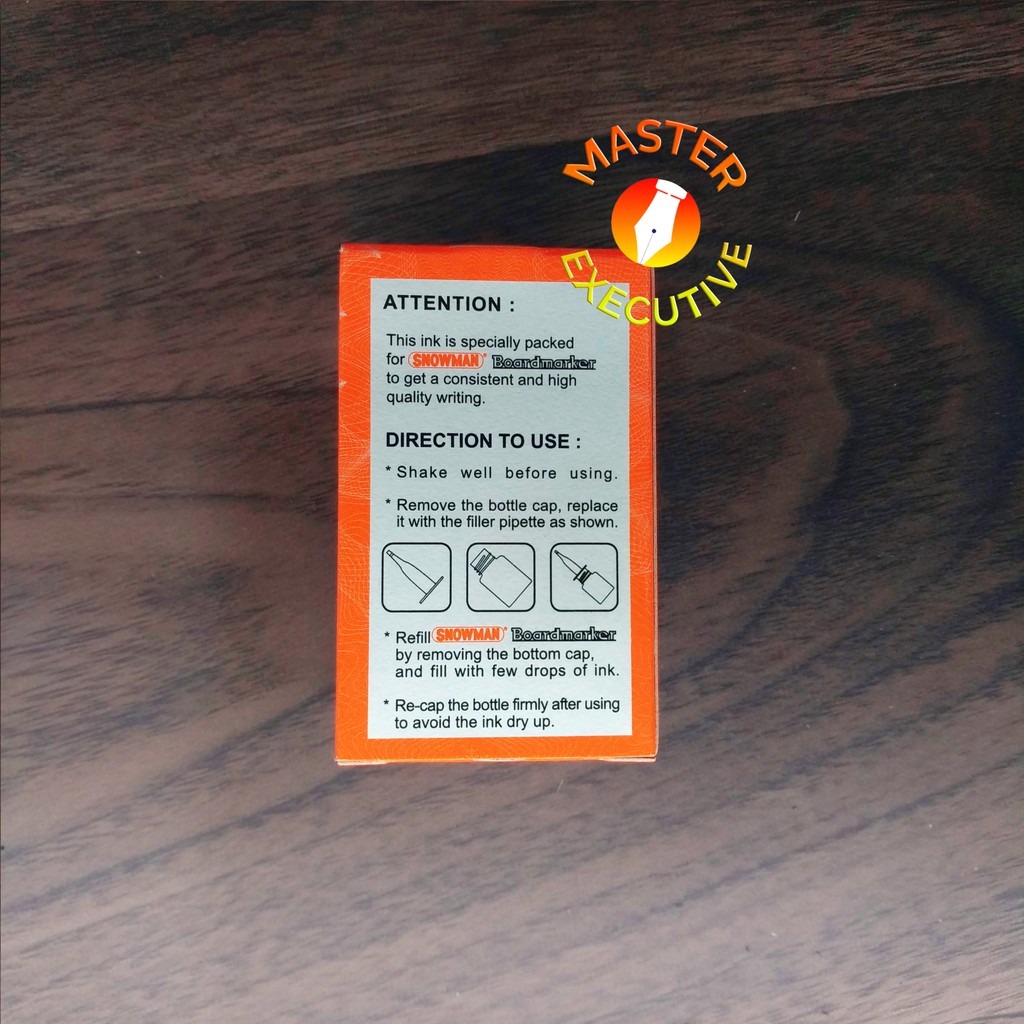 MASTER
EXECUTIVE
ATTENTION :
This ink is specially packed
for SNOWMAN® Boardmarker
to get a consistent and high
quality writing.
DIRECTION TO USE :
* Shake well before using.
* Remove the bottle cap, replace
it with the filler pipette as shown.
* Refill SNOWMAN® Boardmarker
by removing the bottom cap,
and fill with few drops of ink.
* Re-cap the bottle firmly after using
to avoid the ink dry up.